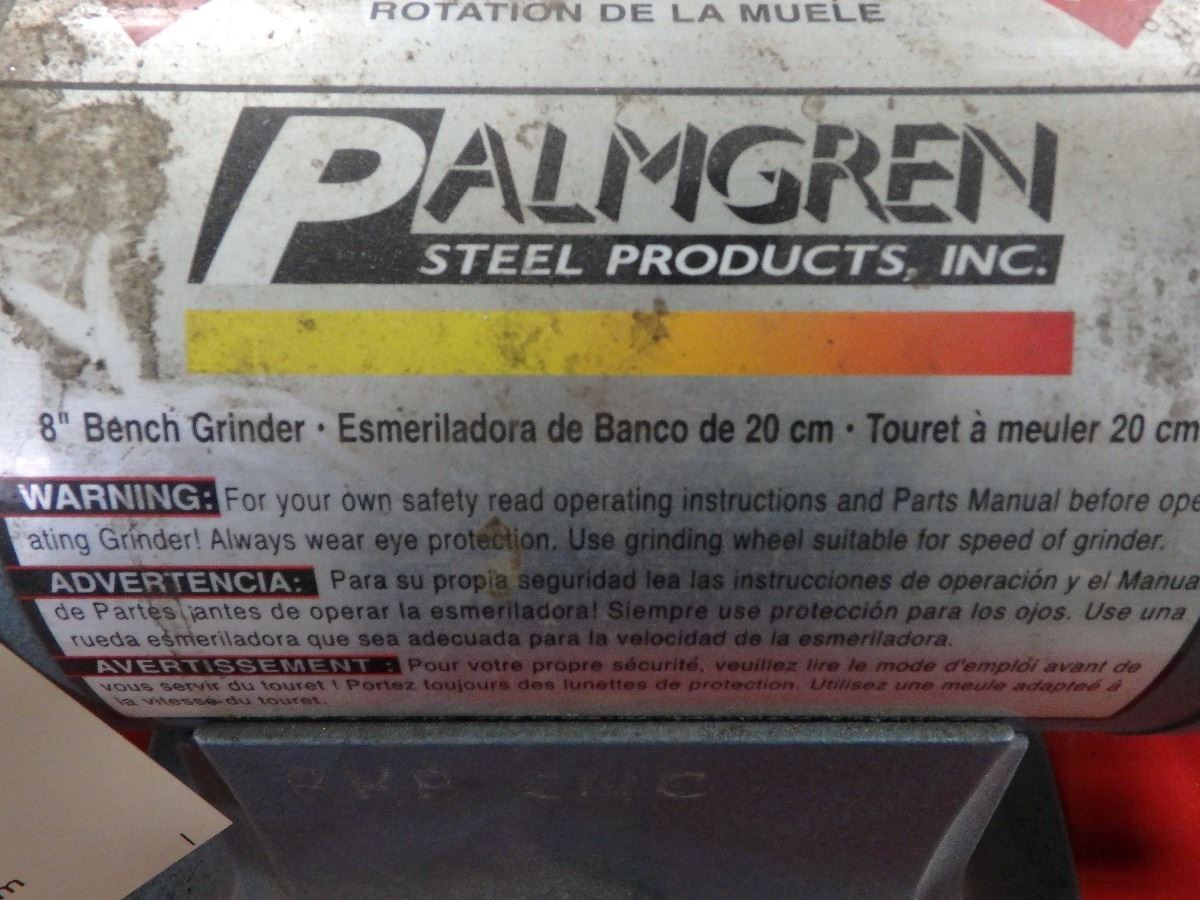 ROTATION DE LA MUELE
PALMGREN
STEEL PRODUCTS, INC.
8" Bench Grinder · Esmeriladora de Banco de 20 cm · Touret à meuler 20 cm
WARNING: For your own safety read operating instructions and Parts Manual before ope
ating Grinder! Always wear eye protection. Use grinding wheel suitable for speed of grinder.
ADVERTENCIA: Para su propia seguridad lea las instrucciones de operación y el Manua
de Partes ¡antes de operar la esmeriladora! Siempre use protección para los ojos. Use una
rueda esmeriladora que sea adecuada para la velocidad de la esmeriladora.
AVERTISSEMENT : Pour votre propre sécurité, veuillez lire le mode d'emploi avant de
vous servir du touret ! Portez toujours des lunettes de protection. Utilisez une meule adapteé à
la vitesse du touret.